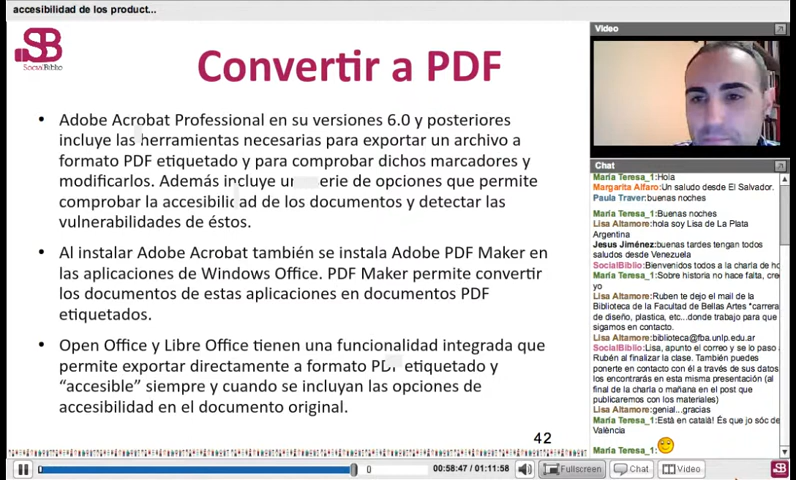 accesibilidad de los product...
SB
SocialBiblio
Convertir a PDF
• Adobe Acrobat Professional en su versiones 6.0 y posteriores
incluye las herramientas necesarias para exportar un archivo a
formato PDF etiquetado y para comprobar dichos marcadores y
modificarlos. Además incluye un erie de opciones que permite
comprobar la accesibilidad de los documentos y detectar las
vulnerabilidades de éstos.
• Al instalar Adobe Acrobat también se instala Adobe PDF Maker en
las aplicaciones de Windows Office. PDF Maker permite convertir
los documentos de estas aplicaciones en documentos PDF
etiquetados.
• Open Office y Libre Office tienen una funcionalidad integrada que
permite exportar directamente a formato PDF etiquetado y
“accesible” siempre y cuando se incluyan las opciones de
accesibilidad en el documento original.
42
Video
Chat
María Teresa_1:Hola
Margarita Alfaro:Un saludo desde El Salvador.
Paula Traver:buenas noches
María Teresa_1:Buenas noches
Lisa Altamore:hola soy Lisa de La Plata
Argentina
Jesus Jiménez:buenas tardes tengan todos
saludos desde Venezuela
SocialBiblio:Bienvenidos todos a la charla de
María Teresa_1:Sobre historia no hace falta, cre
yo
Lisa Altamore:Ruben te dejo el mail de la
Biblioteca de la Facultad de Bellas Artes *carrera
de diseño, plastica, etc...donde trabajo para que
sigamos en contacto.
Lisa Altamore:biblioteca@fba.unlp.edu.ar
SocialBiblio:Lisa, apunto el correo y se lo paso
Rubén al finalizar la clase. También puedes
ponerte en contacto con él a través de sus datos
los encontrarás en esta misma presentación (al
final de la charla o mañana en el post que
publicaremos con los materiales)
Lisa Altamore:genial...gracias
María Teresa_1:Está en català! És que jo sóc de
València
María Teresa_1:
00:58:47 / 01:11:58
Fullscreen
Chat
Video
SB